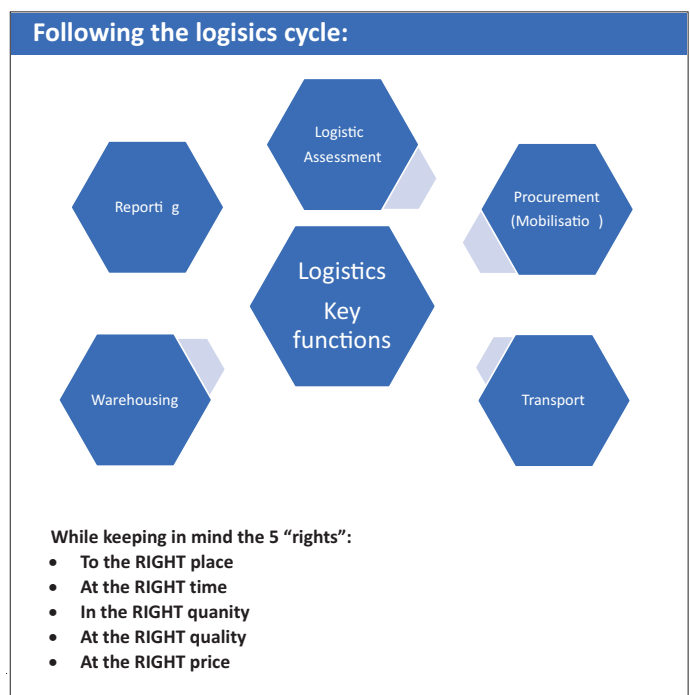 Following the logisics cycle:
Logistic
Assessment
Procurement
(Mobilisatio )
Transport
Warehousing
Reporti g
Logistics
Key
functions
While keeping in mind the 5 “rights”:
• To the RIGHT place
• At the RIGHT time
• In the RIGHT quanity
• At the RIGHT quality
• At the RIGHT price